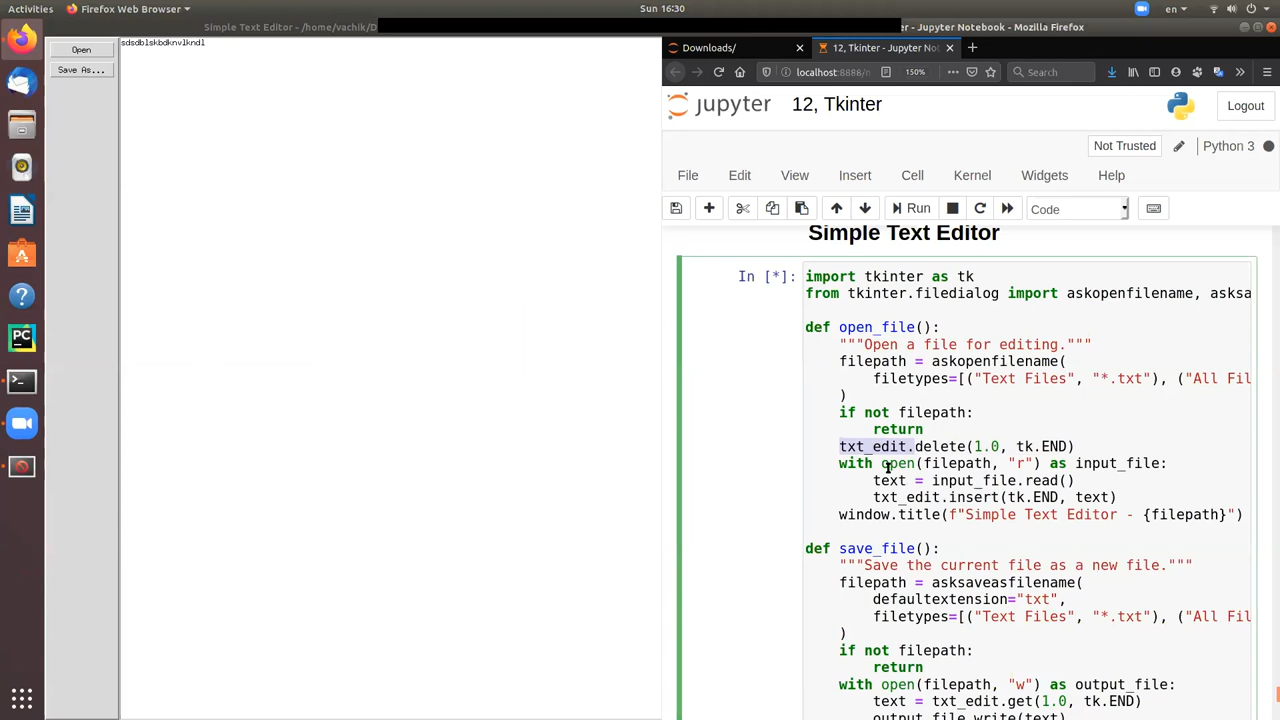 Activities Firefox Web Browser Sun 16:30 en
Simple Text Editor - /home/vachik/D
- Jupyter Notebook - Mozilla Firefox
Open
Save As...
sdsdblskbdknvlkndl
Downloads/
12, Tkinter - Jupyter No
localhost:8888/n 150% Search
jupyter 12, Tkinter Logout
Not Trusted Python 3
File Edit View Insert Cell Kernel Widgets Help
Run Code
Simple Text Editor
In [*]: import tkinter as tk
from tkinter.filedialog import askopenfilename, asksa
def open_file():
"""Open a file for editing."""
filepath = askopenfilename(
filetypes=[("Text Files", "*.txt"), ("All Fil
)
if not filepath:
return
txt_edit.delete(1.0, tk.END)
with open(filepath, "r") as input_file:
text = input_file.read()
txt_edit.insert(tk.END, text)
window.title(f"Simple Text Editor - {filepath}")
def save_file():
"""Save the current file as a new file."""
filepath = asksaveasfilename(
defaultextension="txt",
filetypes=[("Text Files", "*.txt"), ("All Fil
)
if not filepath:
return
with open(filepath, "w") as output_file:
text = txt_edit.get(1.0, tk.END)
output_file.write(text)
PC